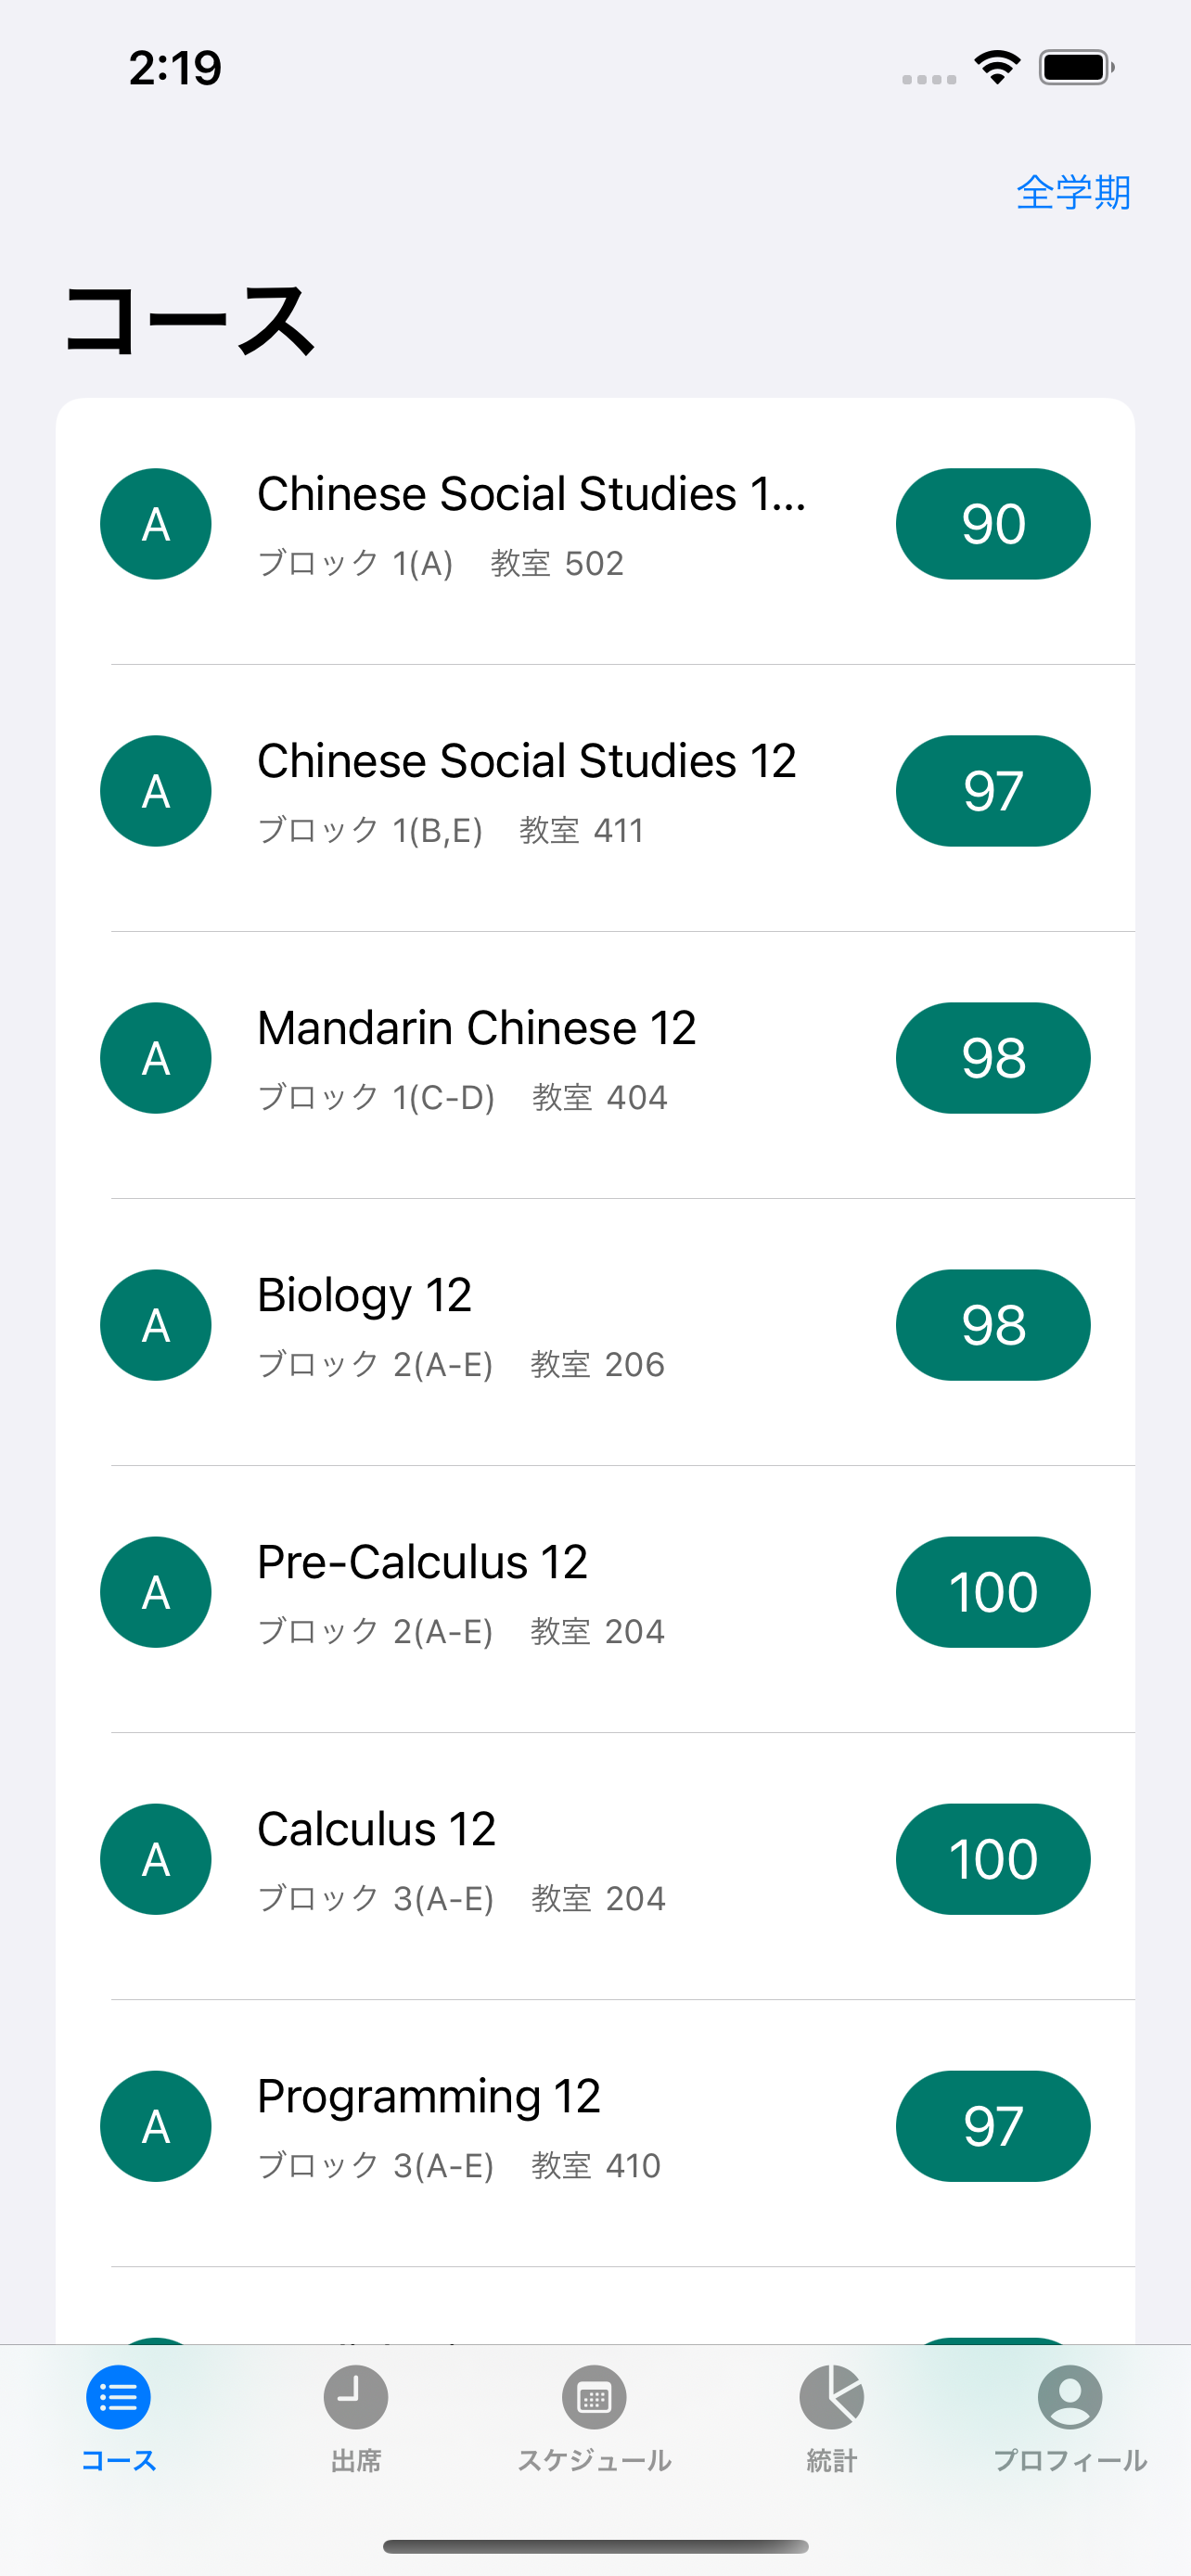 2:19
全学期
コース
A
Chinese Social Studies 1...
90
ブロック 1(A) 教室 502
A
Chinese Social Studies 12
97
ブロック 1(B,E) 教室 411
A
Mandarin Chinese 12
98
ブロック 1(C-D) 教室 404
A
Biology 12
98
ブロック 2(A-E) 教室 206
A
Pre-Calculus 12
100
ブロック 2(A-E) 教室 204
A
Calculus 12
100
ブロック 3(A-E) 教室 204
A
Programming 12
97
ブロック 3(A-E) 教室 410
コース 出席 スケジュール 統計 プロフィール